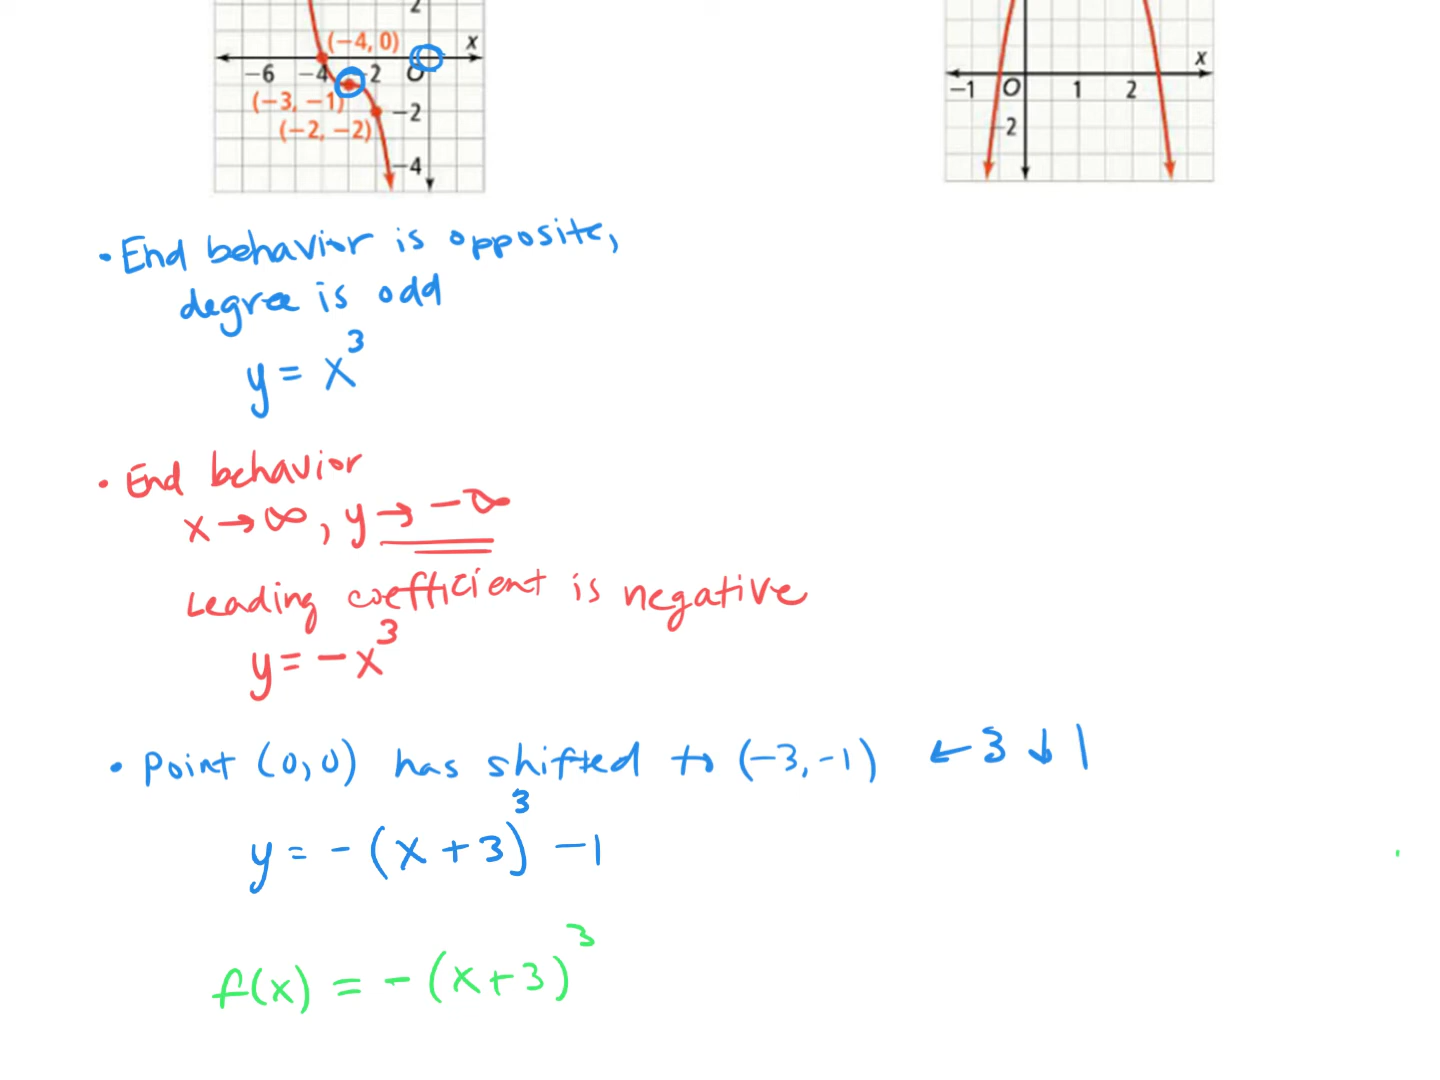 2
(−4, 0)
x
−6 −4 −2 O
(−3, −1)
−2
(−2, −2)
−4
x
−1 O 1 2
−2
• End behavior is opposite,
degree is odd
y = x³
• End behavior
x → ∞, y → −∞
Leading coefficient is negative
y = −x³
• Point (0,0) has shifted to (−3,−1) ← 3 ↓ 1
y = −(x+3)³ −1
f(x) = −(x+3)³